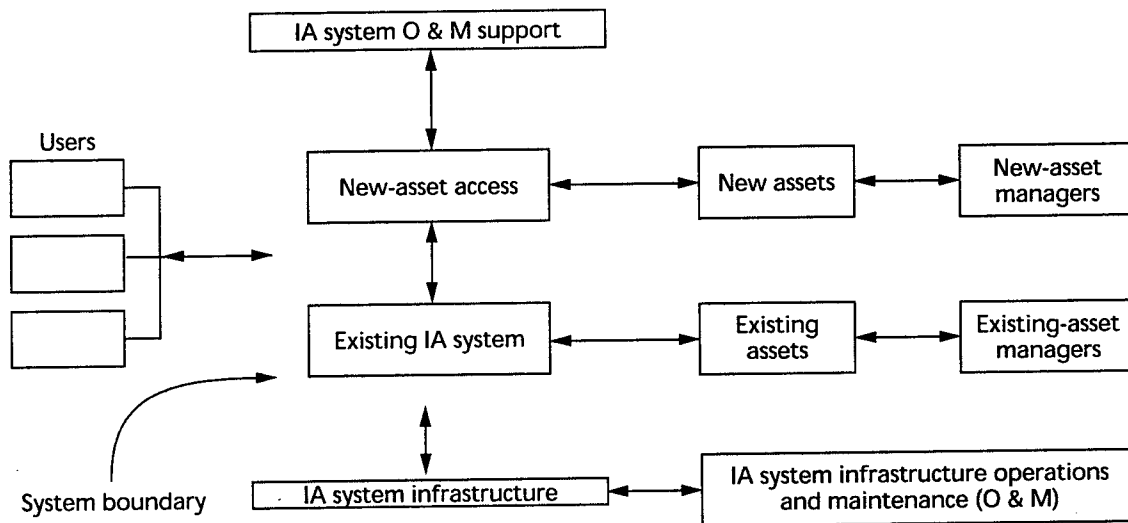 IA system O & M support
Users
New-asset access
New assets
New-asset
managers
Existing IA system
Existing
assets
Existing-asset
managers
System boundary
IA system infrastructure
IA system infrastructure operations
and maintenance (O & M)